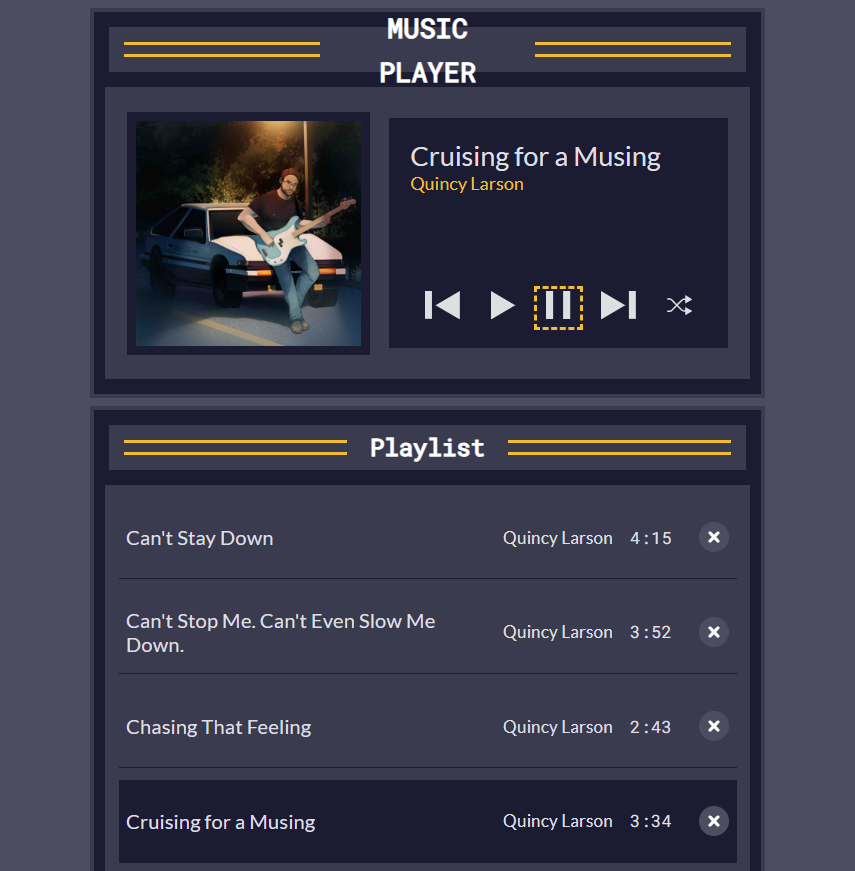 MUSIC
PLAYER
Cruising for a Musing
Quincy Larson
Playlist
Can't Stay Down Quincy Larson 4:15
Can't Stop Me. Can't Even Slow Me
Down. Quincy Larson 3:52
Chasing That Feeling Quincy Larson 2:43
Cruising for a Musing Quincy Larson 3:34